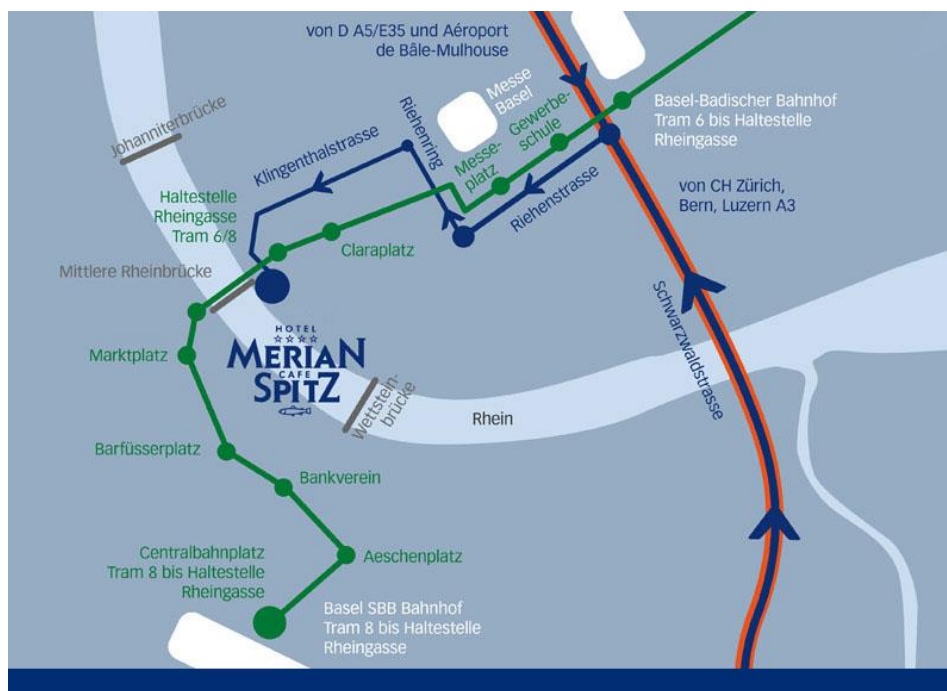 von D A5/E35 und Aéroport
de Bâle-Mulhouse
Messe
Basel
Johanniterbrücke
Riehenring
Gewerbe-
schule
Basel-Badischer Bahnhof
Tram 6 bis Haltestelle
Rheingasse
Klingenthalstrasse
Messe-
platz
Riehenstrasse
von CH Zürich,
Bern, Luzern A3
Haltestelle
Rheingasse
Tram 6/8
Claraplatz
Mittlere Rheinbrücke
Schwarzwaldstrasse
HOTEL
MERIAN
CAFE
SPITZ
Marktplatz
Wettstein-
brücke
Rhein
Barfüsserplatz
Bankverein
Centralbahnplatz
Tram 8 bis Haltestelle
Rheingasse
Aeschenplatz
Basel SBB Bahnhof
Tram 8 bis Haltestelle
Rheingasse